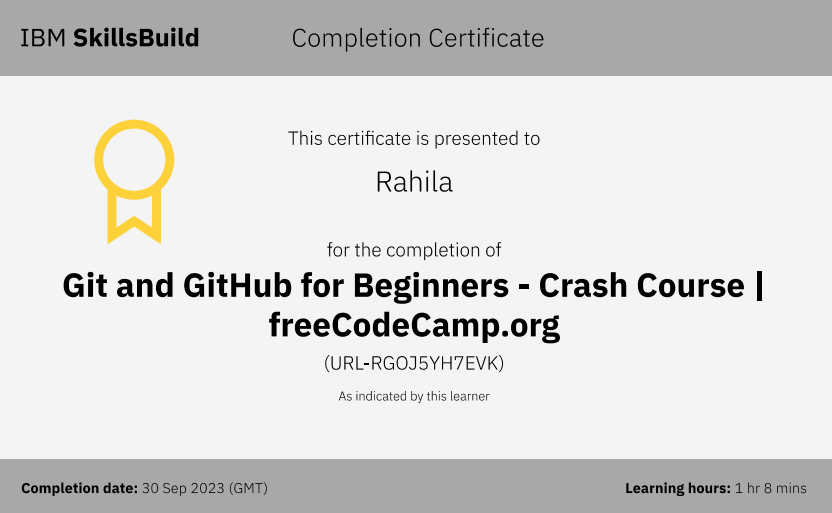 IBM SkillsBuild
Completion Certificate
This certificate is presented to
Rahila
for the completion of
Git and GitHub for Beginners - Crash Course |
freeCodeCamp.org
(URL-RGOJ5YH7EVK)
As indicated by this learner
Completion date: 30 Sep 2023 (GMT)
Learning hours: 1 hr 8 mins